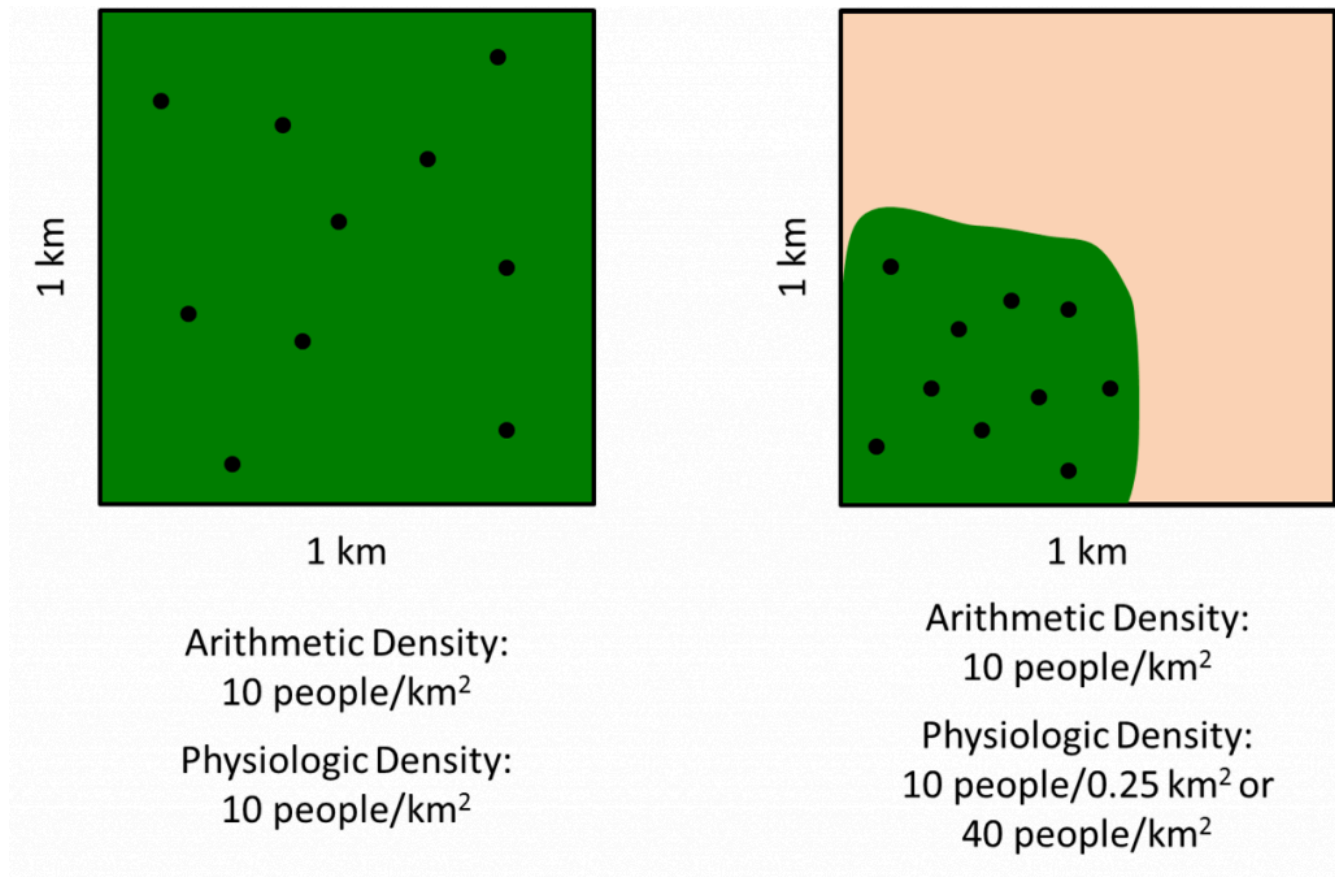 1 km
1 km
Arithmetic Density:
10 people/km²
Physiologic Density:
10 people/km²
1 km
1 km
Arithmetic Density:
10 people/km²
Physiologic Density:
10 people/0.25 km² or
40 people/km²